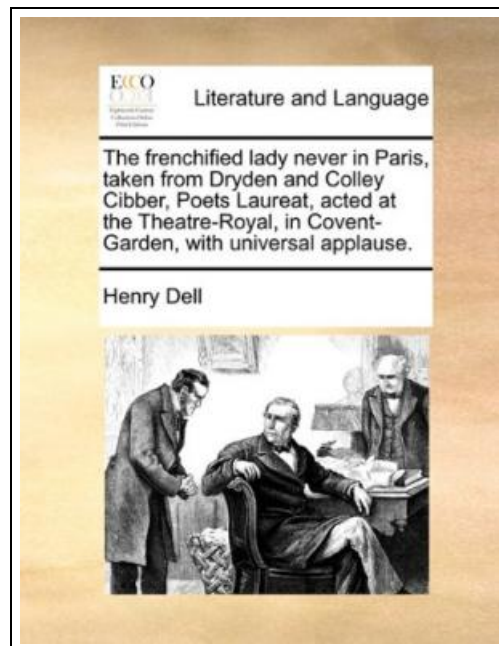 ECCO
Literature and Language
The frenchified lady never in Paris,
taken from Dryden and Colley
Cibber, Poets Laureat, acted at
the Theatre-Royal, in Covent-
Garden, with universal applause.
Henry Dell